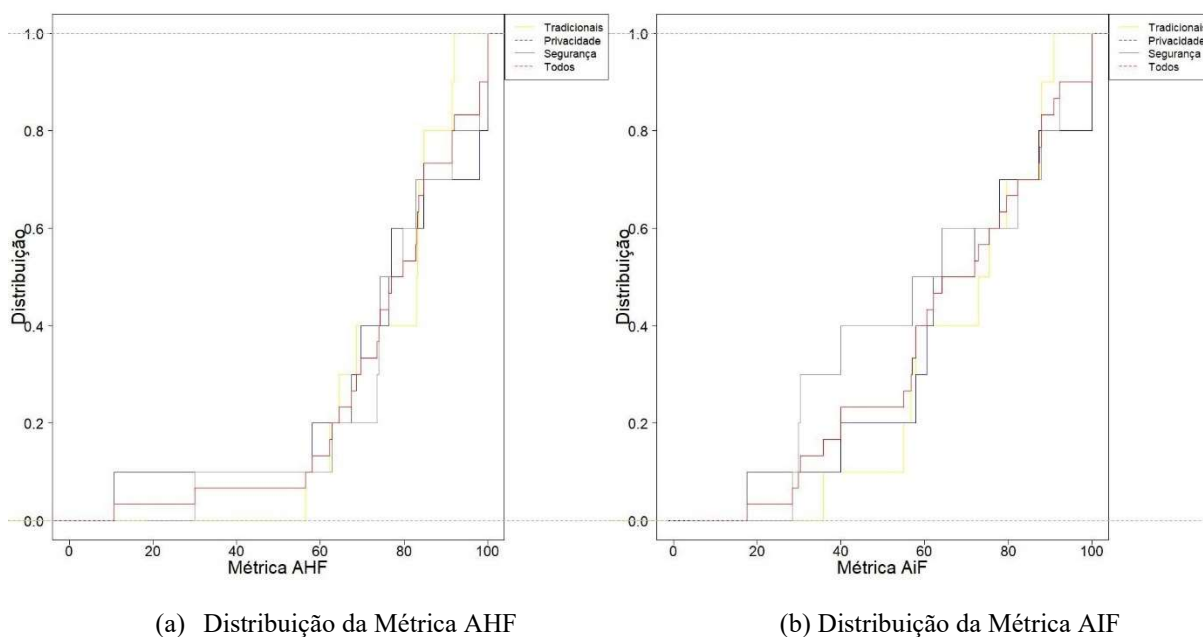 Tradicionais
Privacidade
Segurança
Todos
1.0
0.8
0.6
0.4
0.2
0.0
Distribuição
0 20 40 60 80 100
Métrica AHF
Tradicionais
Privacidade
Segurança
Todos
1.0
0.8
0.6
0.4
0.2
0.0
Distribuição
0 20 40 60 80 100
Métrica AiF
(a) Distribuição da Métrica AHF
(b) Distribuição da Métrica AIF